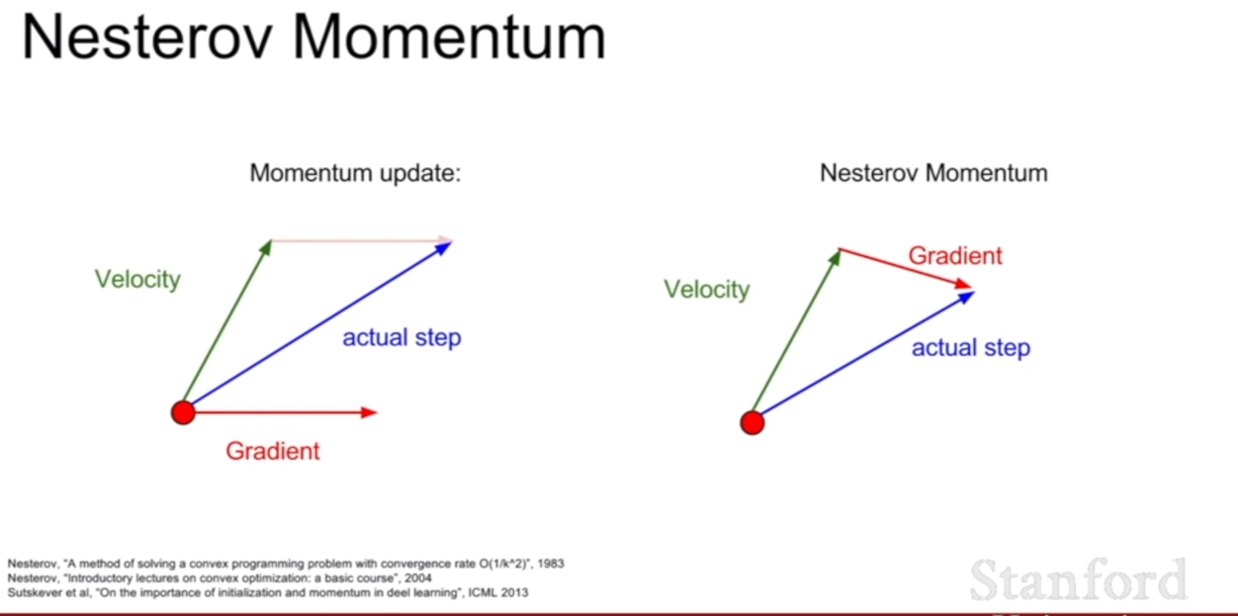 Nesterov Momentum
Momentum update:
Velocity
actual step
Gradient
Nesterov Momentum
Gradient
Velocity
actual step
Nesterov, "A method of solving a convex programming problem with convergence rate O(1/k^2)", 1983
Nesterov, "Introductory lectures on convex optimization: a basic course", 2004
Sutskever et al, "On the importance of initialization and momentum in deel learning", ICML 2013
Stanford